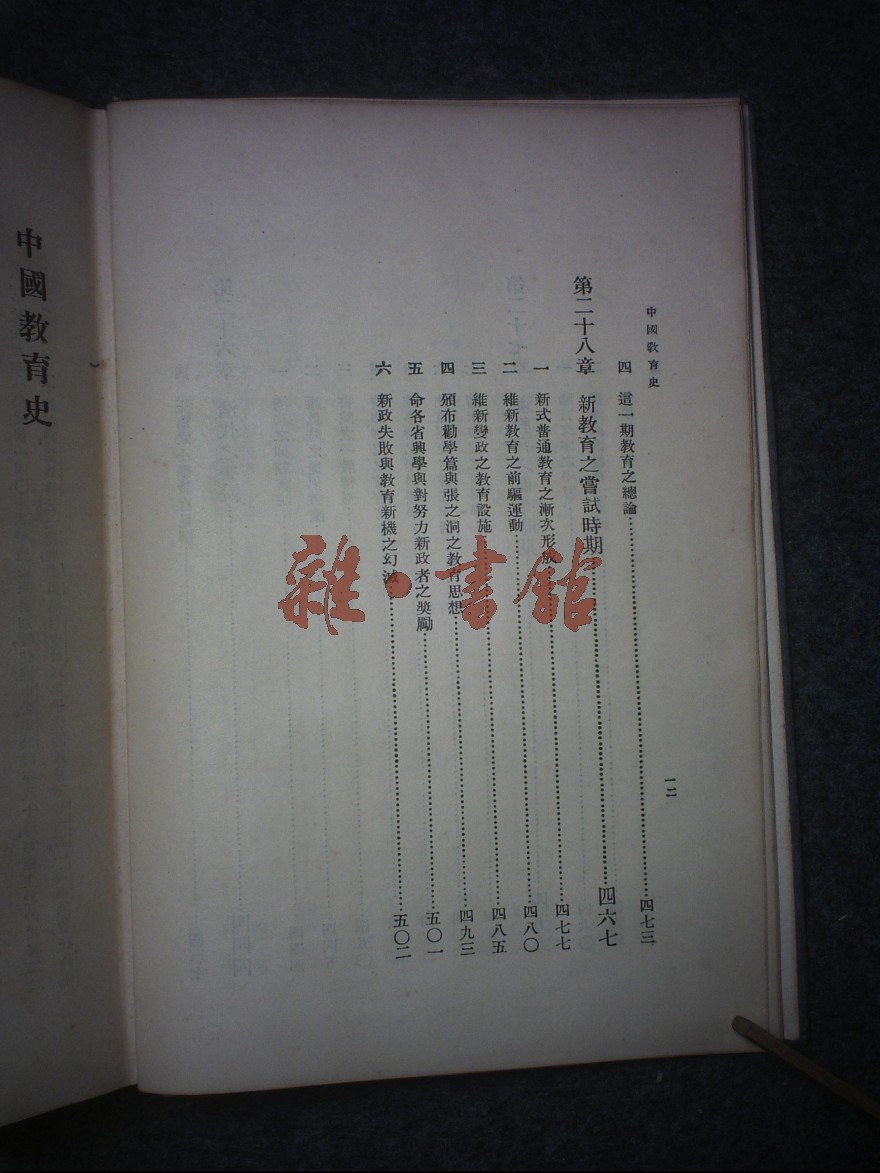 中國教育史
四　這一期教育之總論…………四七三
第二十八章　新教育之嘗試時期…………四六七
一　新式普通教育之漸次形成…………四七七
二　維新教育之前驅運動…………四八〇
三　維新變政之教育設施…………四八五
四　頒布勸學篇與張之洞之教育思想…………四九三
五　命各省興學與對努力新政者之獎勵…………五〇一
六　新政失敗與教育新機之幻滅…………五〇二
一二
中國教育史
雜·書館